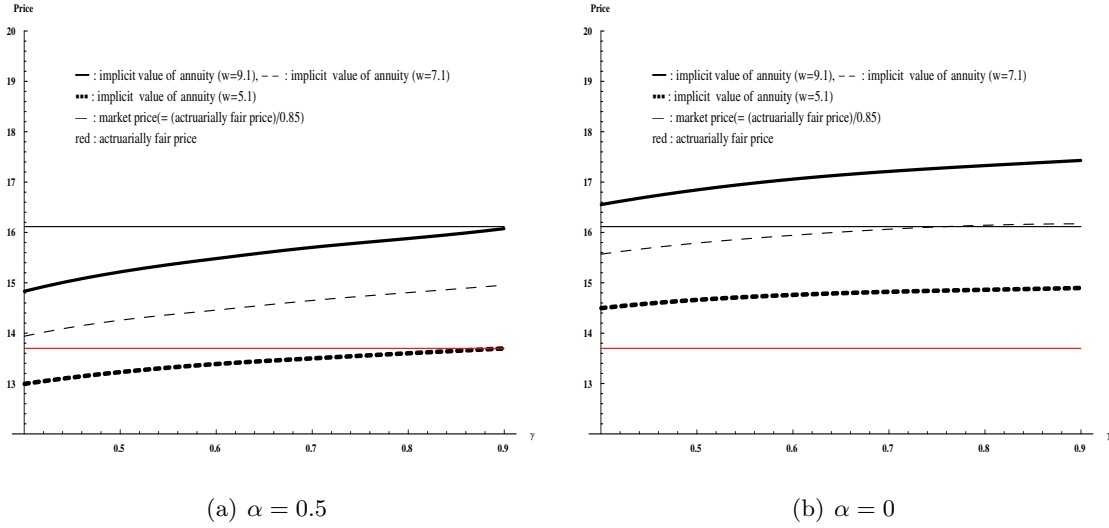 Price
20
19
18
17
16
15
14
13
0.5 0.6 0.7 0.8 0.9
γ
: implicit value of annuity (w=9.1), : implicit value of annuity (w=7.1)
: implicit value of annuity (w=5.1)
: market price(= (actruarially fair price)/0.85)
red : actruarially fair price
(a) α = 0.5
Price
20
19
18
17
16
15
14
13
0.5 0.6 0.7 0.8 0.9
: implicit value of annuity (w=9.1), : implicit value of annuity (w=7.1)
: implicit value of annuity (w=5.1)
: market price(= (actruarially fair price)/0.85)
red : actruarially fair price
(b) α = 0